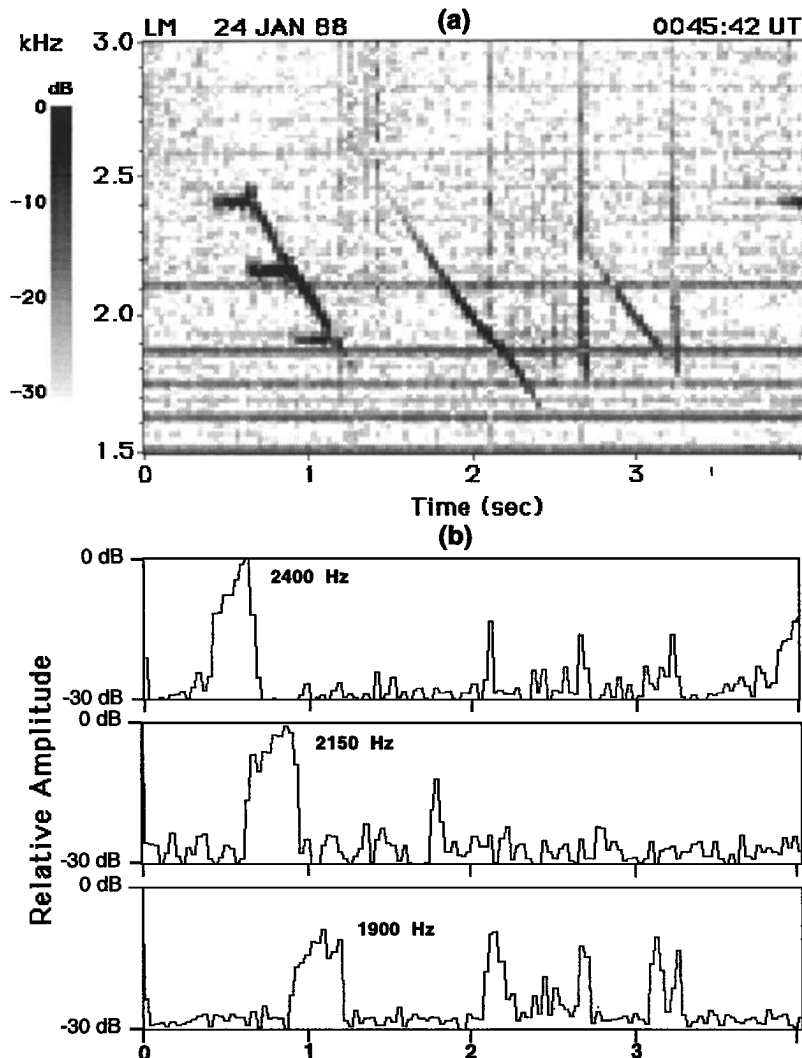 LM 24 JAN 88 (a) 0045:42 UT
kHz
dB
0
-10
-20
-30
3.0
2.5
2.0
1.5
0 1 2 3
Time (sec)
(b)
Relative Amplitude
0 dB
2400 Hz
-30 dB
0 dB
2150 Hz
-30 dB
0 dB
1900 Hz
-30 dB
0 1 2 3